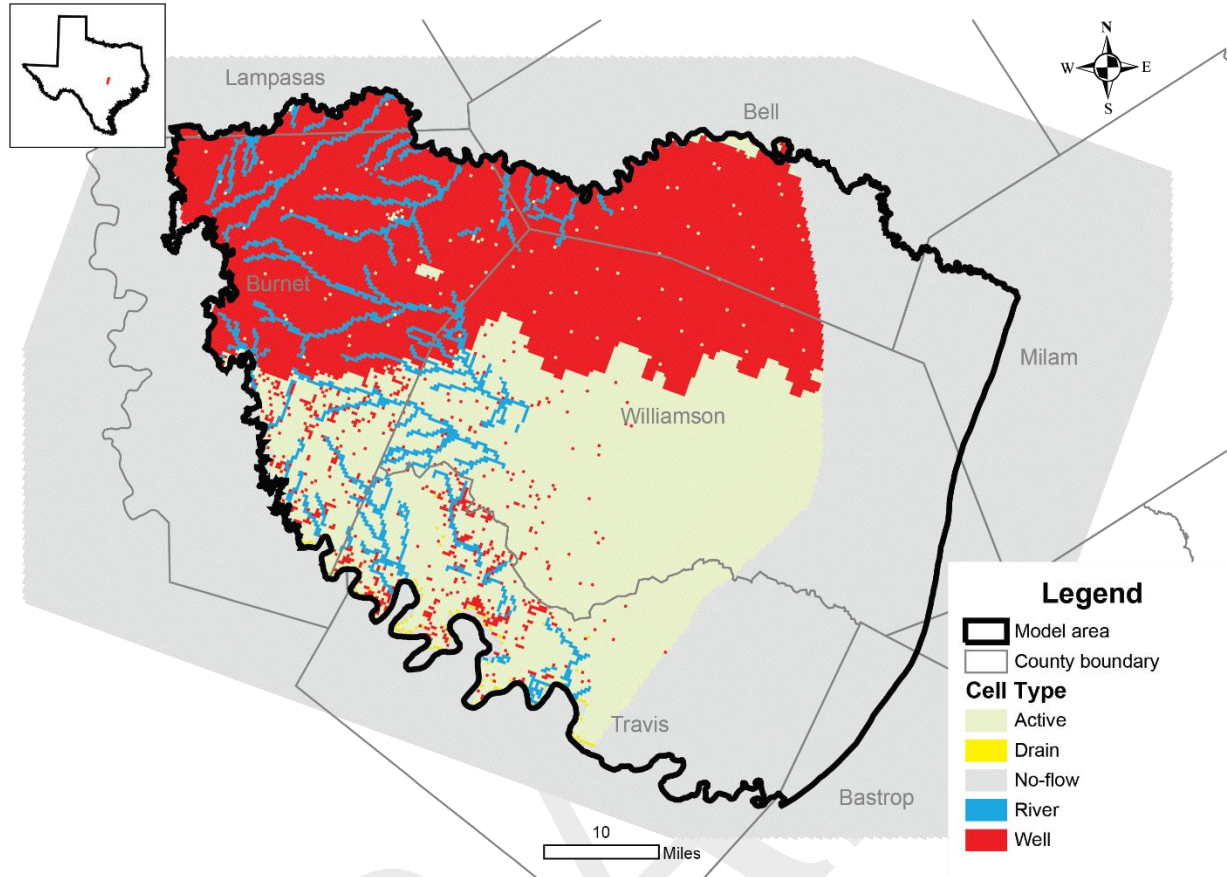 N
W E
S
Lampasas
Bell
Burnet
Milam
Williamson
Travis
Bastrop
10
Miles
Legend
Model area
County boundary
Cell Type
Active
Drain
No-flow
River
Well